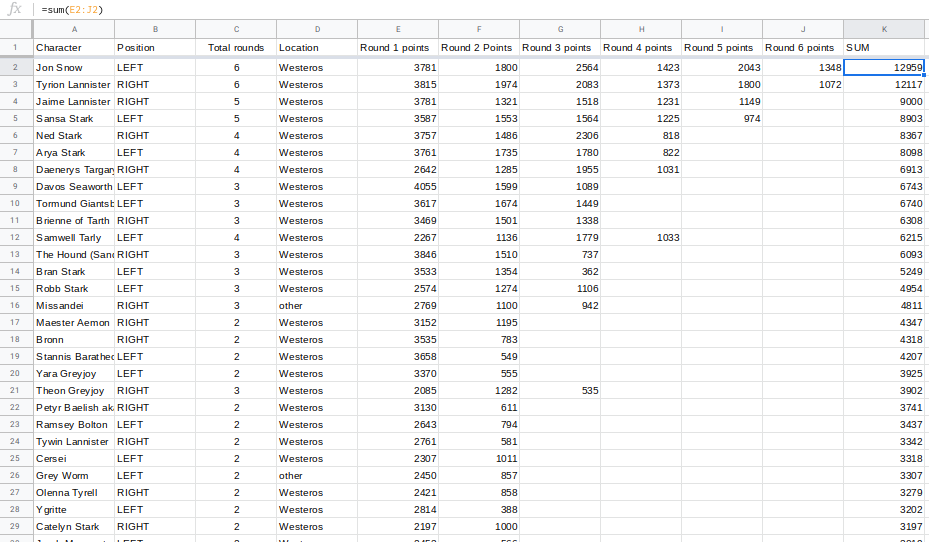 fx =sum(E2:J2)
A B C D E F G H I J K
1 Character Position Total rounds Location Round 1 points Round 2 Points Round 3 points Round 4 points Round 5 points Round 6 points SUM
2 Jon Snow LEFT 6 Westeros 3781 1800 2564 1423 2043 1348 12959
3 Tyrion Lannister RIGHT 6 Westeros 3815 1974 2083 1373 1800 1072 12117
4 Jaime Lannister RIGHT 5 Westeros 3781 1321 1518 1231 1149 9000
5 Sansa Stark LEFT 5 Westeros 3587 1553 1564 1225 974 8903
6 Ned Stark RIGHT 4 Westeros 3757 1486 2306 818 8367
7 Arya Stark LEFT 4 Westeros 3761 1735 1780 822 8098
8 Daenerys Targary RIGHT 4 Westeros 2642 1285 1955 1031 6913
9 Davos Seaworth LEFT 3 Westeros 4055 1599 1089 6743
10 Tormund Giantsb LEFT 3 Westeros 3617 1674 1449 6740
11 Brienne of Tarth RIGHT 3 Westeros 3469 1501 1338 6308
12 Samwell Tarly LEFT 4 Westeros 2267 1136 1779 1033 6215
13 The Hound (Sand RIGHT 3 Westeros 3846 1510 737 6093
14 Bran Stark LEFT 3 Westeros 3533 1354 362 5249
15 Robb Stark LEFT 3 Westeros 2574 1274 1106 4954
16 Missandei RIGHT 3 other 2769 1100 942 4811
17 Maester Aemon RIGHT 2 Westeros 3152 1195 4347
18 Bronn RIGHT 2 Westeros 3535 783 4318
19 Stannis Barathec LEFT 2 Westeros 3658 549 4207
20 Yara Greyjoy LEFT 2 Westeros 3370 555 3925
21 Theon Greyjoy RIGHT 3 Westeros 2085 1282 535 3902
22 Petyr Baelish aka RIGHT 2 Westeros 3130 611 3741
23 Ramsey Bolton LEFT 2 Westeros 2643 794 3437
24 Tywin Lannister RIGHT 2 Westeros 2761 581 3342
25 Cersei LEFT 2 Westeros 2307 1011 3318
26 Grey Worm LEFT 2 other 2450 857 3307
27 Olenna Tyrell RIGHT 2 Westeros 2421 858 3279
28 Ygritte LEFT 2 Westeros 2814 388 3202
29 Catelyn Stark RIGHT 2 Westeros 2197 1000 3197